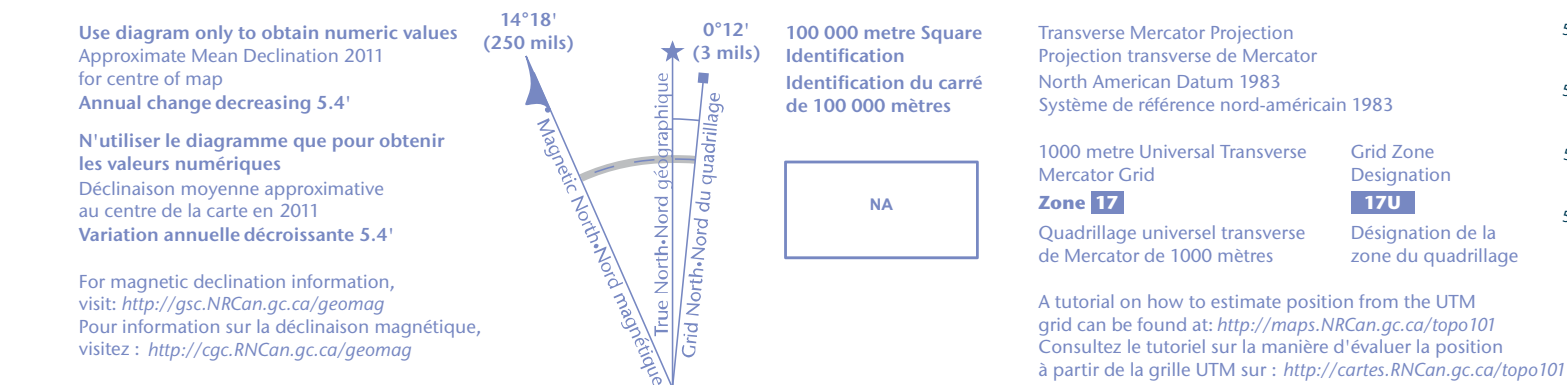 Use diagram only to obtain numeric values
Approximate Mean Declination 2011
for centre of map
Annual change decreasing 5.4'
N'utiliser le diagramme que pour obtenir
les valeurs numériques
Déclinaison moyenne approximative
au centre de la carte en 2011
Variation annuelle décroissante 5.4'
For magnetic declination information,
visit: http://gsc.NRCan.gc.ca/geomag
Pour information sur la déclinaison magnétique,
visitez : http://cgc.RNCan.gc.ca/geomag
14°18'
(250 mils)
0°12'
(3 mils)
Magnetic North•Nord magnétique
True North•Nord géographique
Grid North•Nord du quadrillage
100 000 metre Square
Identification
Identification du carré
de 100 000 mètres
NA
Transverse Mercator Projection
Projection transverse de Mercator
North American Datum 1983
Système de référence nord-américain 1983
1000 metre Universal Transverse
Mercator Grid
Zone 17
Quadrillage universel transverse
de Mercator de 1000 mètres
Grid Zone
Designation
17U
Désignation de la
zone du quadrillage
A tutorial on how to estimate position from the UTM
grid can be found at: http://maps.NRCan.gc.ca/topo101
Consultez le tutoriel sur la manière d'évaluer la position
à partir de la grille UTM sur : http://cartes.RNCan.gc.ca/topo101